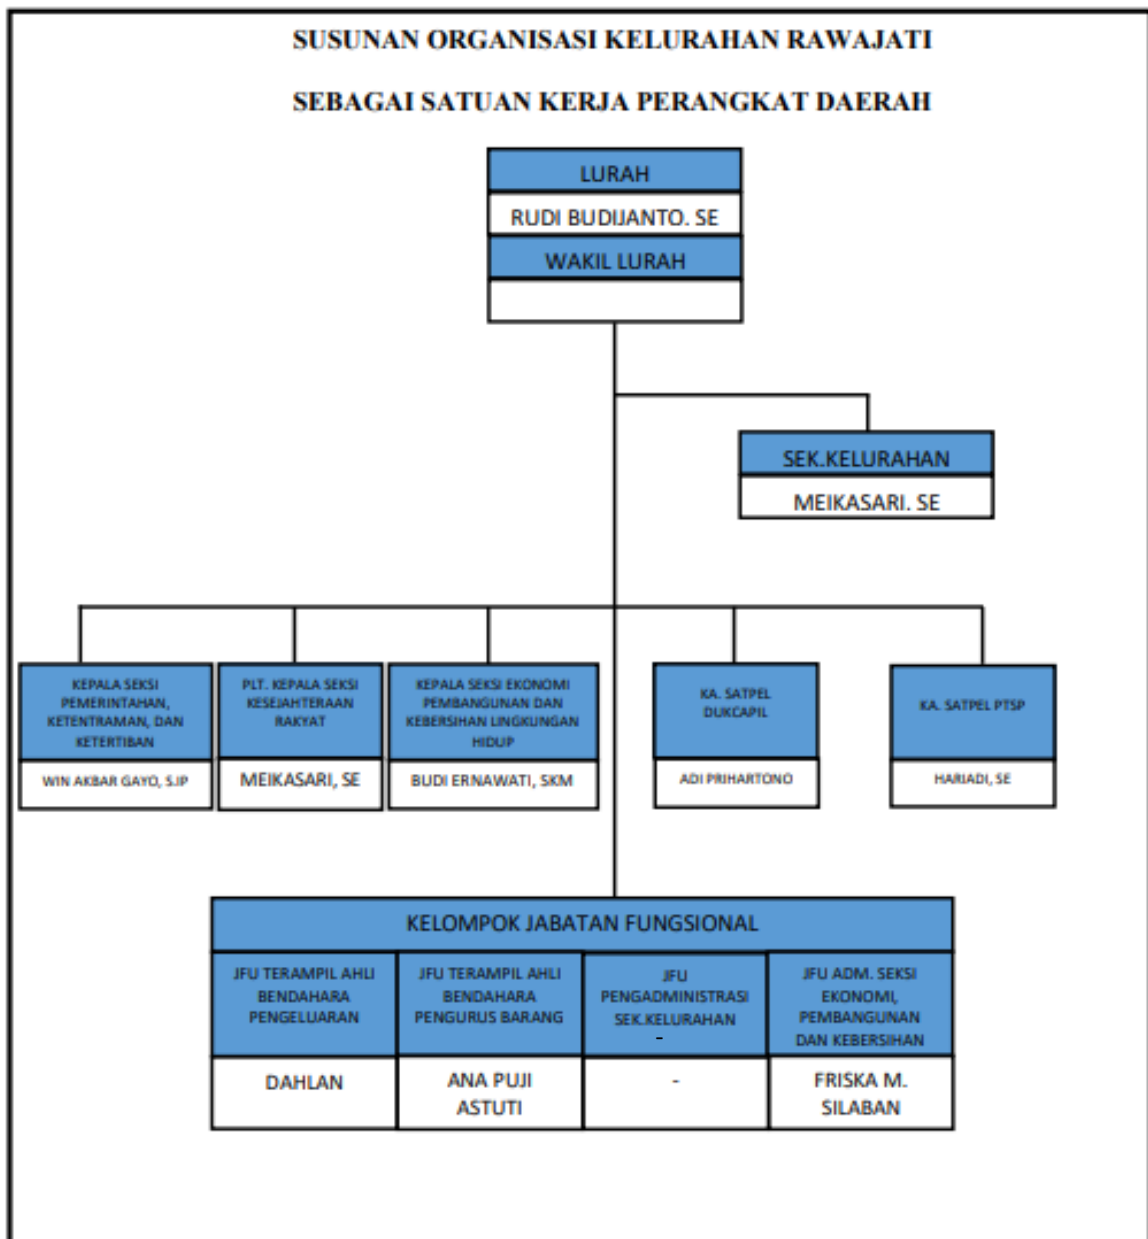 SUSUNAN ORGANISASI KELURAHAN RAWAJATI
SEBAGAI SATUAN KERJA PERANGKAT DAERAH
LURAH
RUDI BUDIJANTO. SE
WAKIL LURAH
SEK.KELURAHAN
MEIKASARI. SE
KEPALA SEKSI
PEMERINTAHAN,
KETENTRAMAN, DAN
KETERTIBAN
WIN AKBAR GAYO, S.IP
PLT. KEPALA SEKSI
KESEJAHTERAAN
RAKYAT
MEIKASARI, SE
KEPALA SEKSI EKONOMI
PEMBANGUNAN DAN
KEBERSIHAN LINGKUNGAN
HIDUP
BUDI ERNAWATI, SKM
KA. SATPEL
DUKCAPIL
ADI PRIHARTONO
KA. SATPEL PTSP
HARIADI, SE
KELOMPOK JABATAN FUNGSIONAL
JFU TERAMPIL AHLI
BENDAHARA
PENGELUARAN
DAHLAN
JFU TERAMPIL AHLI
BENDAHARA
PENGURUS BARANG
ANA PUJI
ASTUTI
JFU
PENGADMINISTRASI
SEK.KELURAHAN
-
-
JFU ADM. SEKSI
EKONOMI,
PEMBANGUNAN
DAN KEBERSIHAN
FRISKA M.
SILABAN